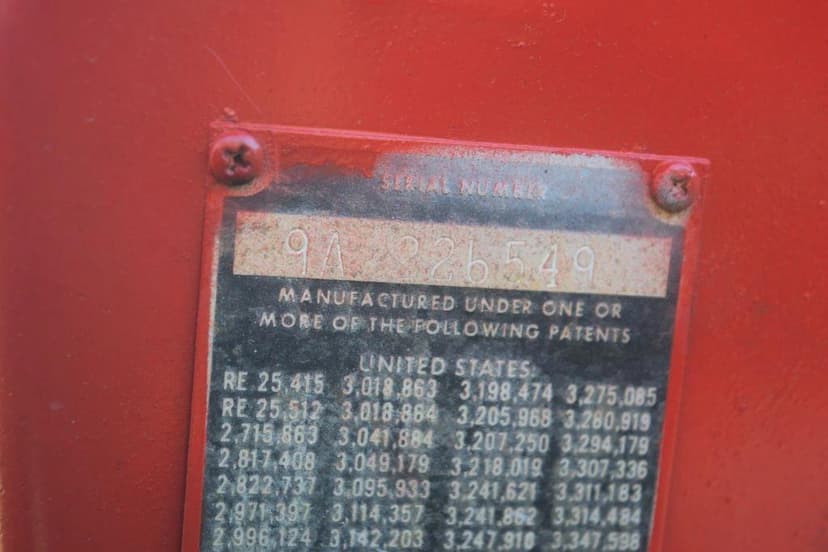 SERIAL NUMBER
9A 226549
MANUFACTURED UNDER ONE OR
MORE OF THE FOLLOWING PATENTS
UNITED STATES
RE 25,415 3,018,863 3,198,474 3,275,085
RE 25,512 3,018,864 3,205,968 3,280,919
2,715,863 3,041,884 3,207,250 3,294,179
2,817,408 3,049,179 3,218,019 3,307,336
2,822,737 3,095,933 3,241,621 3,311,183
2,971,397 3,114,357 3,241,862 3,314,484
2,996,124 3,142,203 3,247,910 3,347,598